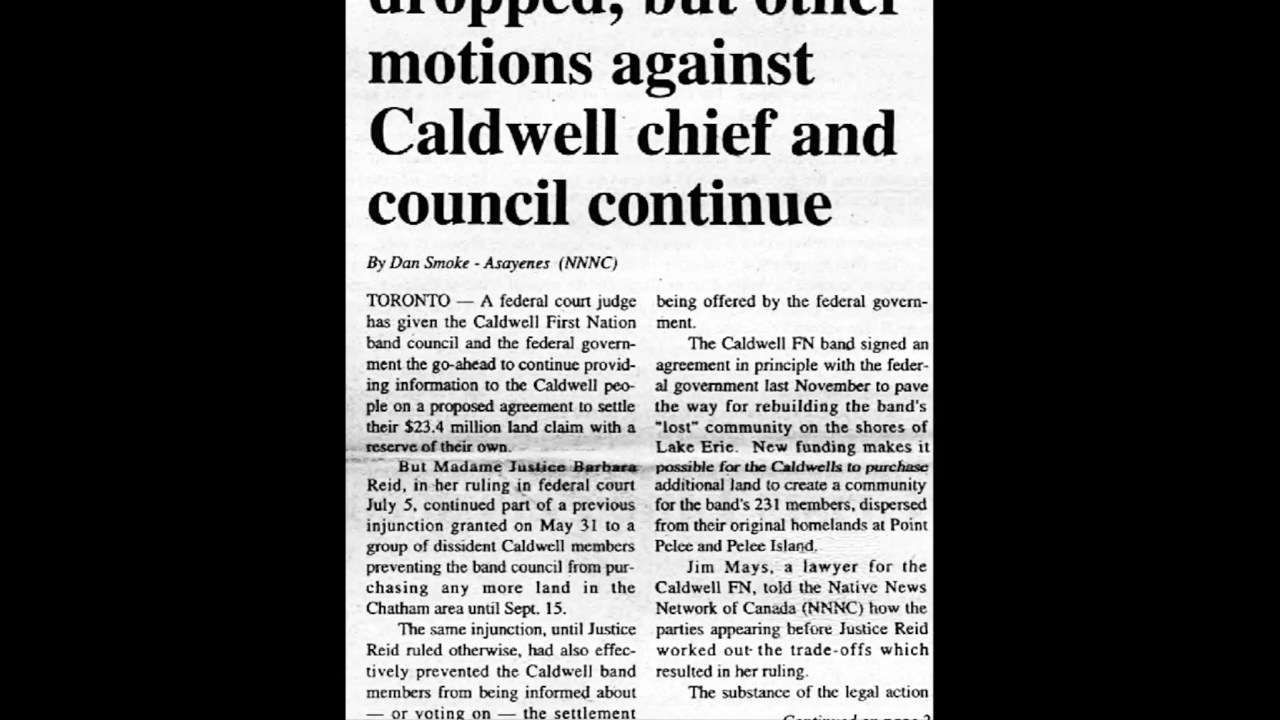 dropped, but other
motions against
Caldwell chief and
council continue
By Dan Smoke - Asayenes (NNNC)
TORONTO — A federal court judge
has given the Caldwell First Nation
band council and the federal govern-
ment the go-ahead to continue provid-
ing information to the Caldwell peo-
ple on a proposed agreement to settle
their $23.4 million land claim with a
reserve of their own.
But Madame Justice Barbara
Reid, in her ruling in federal court
July 5, continued part of a previous
injunction granted on May 31 to a
group of dissident Caldwell members
preventing the band council from pur-
chasing any more land in the
Chatham area until Sept. 15.
The same injunction, until Justice
Reid ruled otherwise, had also effec-
tively prevented the Caldwell band
members from being informed about
— or voting on — the settlement
being offered by the federal govern-
ment.
The Caldwell FN band signed an
agreement in principle with the feder-
al government last November to pave
the way for rebuilding the band's
"lost" community on the shores of
Lake Erie. New funding makes it
possible for the Caldwells to purchase
additional land to create a community
for the band's 231 members, dispersed
from their original homelands at Point
Pelee and Pelee Island.
Jim Mays, a lawyer for the
Caldwell FN, told the Native News
Network of Canada (NNNC) how the
parties appearing before Justice Reid
worked out the trade-offs which
resulted in her ruling.
The substance of the legal action
Continued on page 2